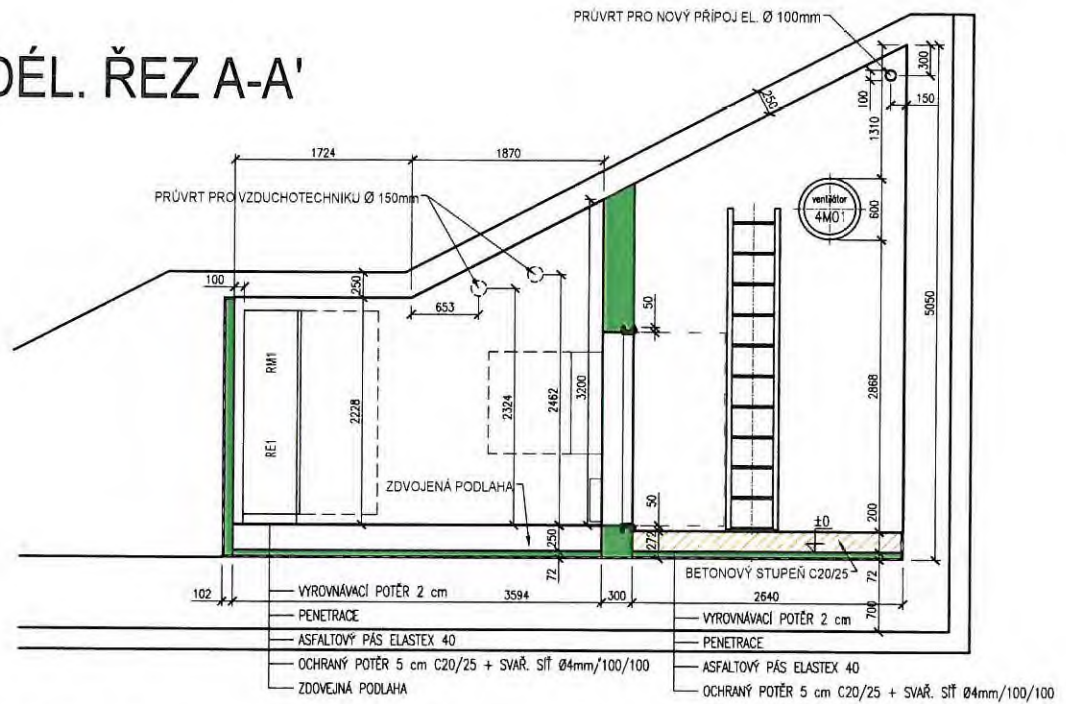 PRŮVRT PRO NOVÝ PŘÍPOJ EL. Ø 100mm
DÉL. ŘEZ A-A'
300
100
150
250
1310
1724
1870
PRŮVRT PRO VZDUCHOTECHNIKU Ø 150mm
ventilátor
4M01
600
100
250
653
50
5050
RM1
RE1
2228
2324
2462
3200
2868
ZDVOJENÁ PODLAHA
50
±0
200
250
272
72
72
BETONOVÝ STUPEŇ C20/25
102
3594
300
2640
700
VYROVNÁVACÍ POTĚR 2 cm
PENETRACE
ASFALTOVÝ PÁS ELASTEX 40
OCHRANÝ POTĚR 5 cm C20/25 + SVAŘ. SÍŤ Ø4mm/100/100
ZDOVEJNÁ PODLAHA
VYROVNÁVACÍ POTĚR 2 cm
PENETRACE
ASFALTOVÝ PÁS ELASTEX 40
OCHRANÝ POTĚR 5 cm C20/25 + SVAŘ. SÍŤ Ø4mm/100/100